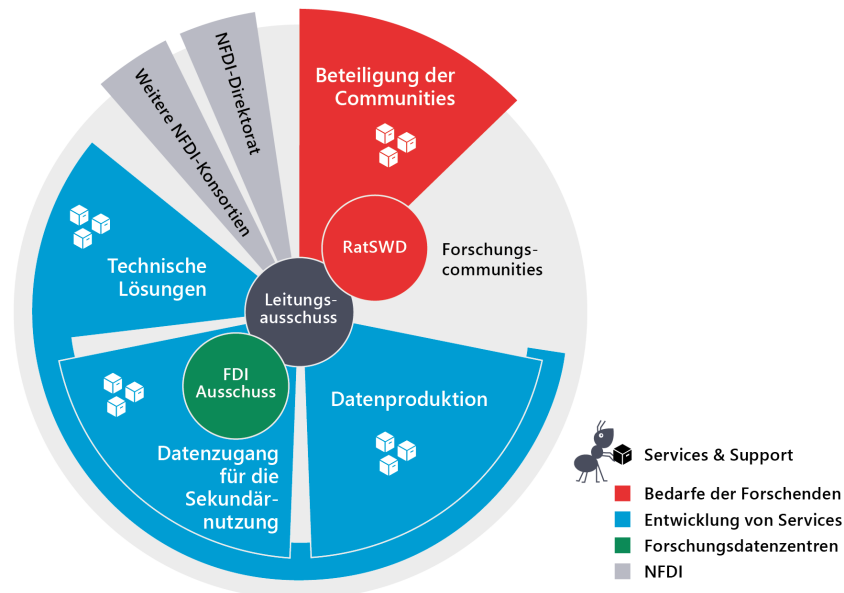 NFDI-Direktorat
Weitere NFDI-Konsortien
Beteiligung der
Communities
RatSWD
Forschungs-
communities
Technische
Lösungen
Leitungs-
ausschuss
FDI
Ausschuss
Datenproduktion
Datenzugang
für die
Sekundär-
nutzung
Services & Support
Bedarfe der Forschenden
Entwicklung von Services
Forschungsdatenzentren
NFDI